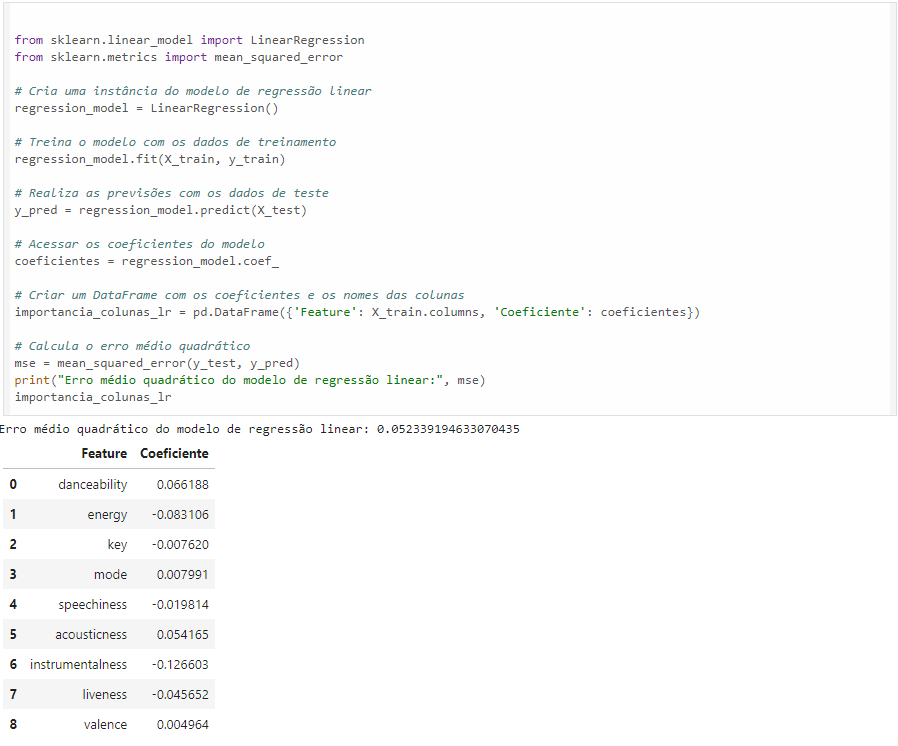 from sklearn.linear_model import LinearRegression
from sklearn.metrics import mean_squared_error
# Cria uma instância do modelo de regressão linear
regression_model = LinearRegression()
# Treina o modelo com os dados de treinamento
regression_model.fit(X_train, y_train)
# Realiza as previsões com os dados de teste
y_pred = regression_model.predict(X_test)
# Acessar os coeficientes do modelo
coeficientes = regression_model.coef_
# Criar um DataFrame com os coeficientes e os nomes das colunas
importancia_colunas_lr = pd.DataFrame({'Feature': X_train.columns, 'Coeficiente': coeficientes})
# Calcula o erro médio quadrático
mse = mean_squared_error(y_test, y_pred)
print("Erro médio quadrático do modelo de regressão linear:", mse)
importancia_colunas_lr
Erro médio quadrático do modelo de regressão linear: 0.052339194633070435
Feature Coeficiente
0 danceability 0.066188
1 energy -0.083106
2 key -0.007620
3 mode 0.007991
4 speechiness -0.019814
5 acousticness 0.054165
6 instrumentalness -0.126603
7 liveness -0.045652
8 valence 0.004964